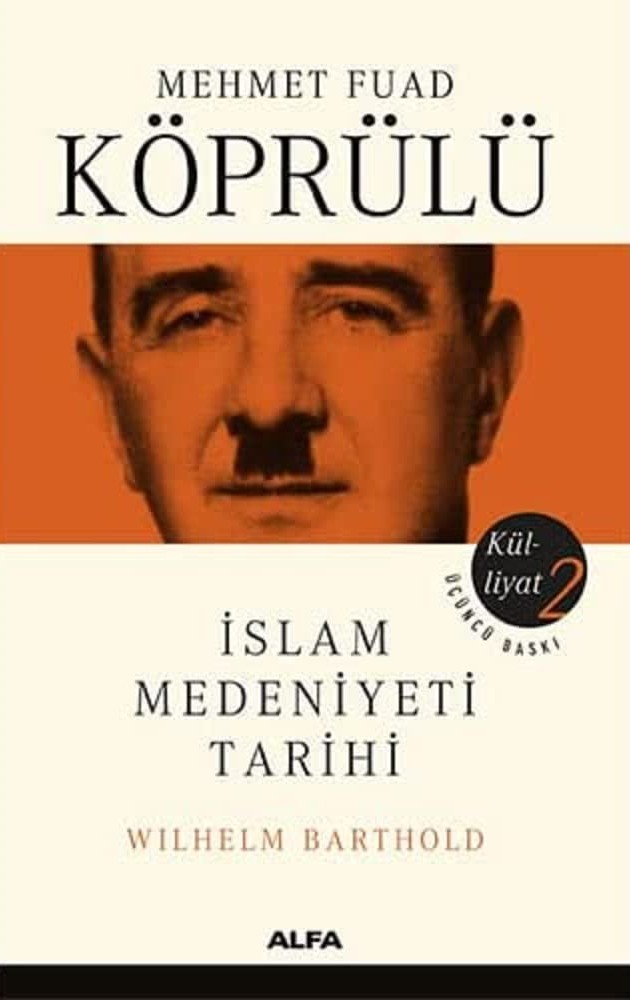 MEHMET FUAD
KÖPRÜLÜ
Kül-
liyat 2
ÜÇÜNCÜ BASKI
İSLAM
MEDENİYETİ
TARİHİ
WILHELM BARTHOLD
ALFA